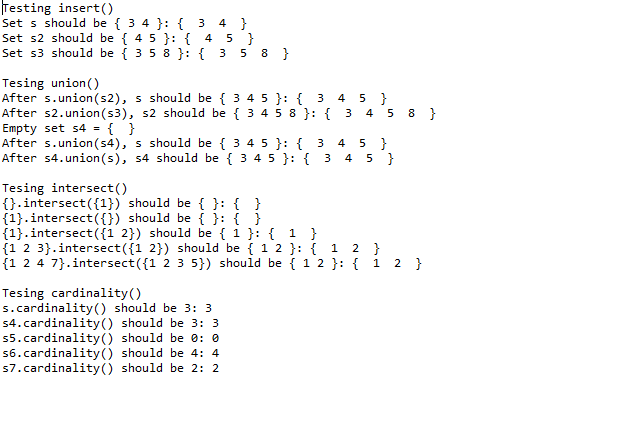 Testing insert()
Set s should be { 3 4 }: {  3  4  }
Set s2 should be { 4 5 }: {  4  5  }
Set s3 should be { 3 5 8 }: {  3  5  8  }
Tesing union()
After s.union(s2), s should be { 3 4 5 }: {  3  4  5  }
After s2.union(s3), s2 should be { 3 4 5 8 }: {  3  4  5  8  }
Empty set s4 = {  }
After s.union(s4), s should be { 3 4 5 }: {  3  4  5  }
After s4.union(s), s4 should be { 3 4 5 }: {  3  4  5  }
Tesing intersect()
{}.intersect({1}) should be { }: {  }
{1}.intersect({}) should be { }: {  }
{1}.intersect({1 2}) should be { 1 }: {  1  }
{1 2 3}.intersect({1 2}) should be { 1 2 }: {  1  2  }
{1 2 4 7}.intersect({1 2 3 5}) should be { 1 2 }: {  1  2  }
Tesing cardinality()
s.cardinality() should be 3: 3
s4.cardinality() should be 3: 3
s5.cardinality() should be 0: 0
s6.cardinality() should be 4: 4
s7.cardinality() should be 2: 2